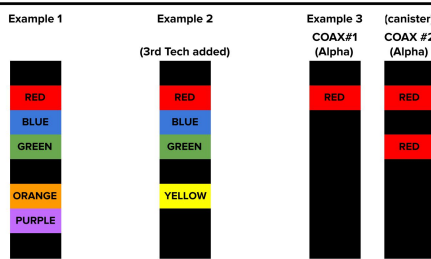 Example 1
Example 2
Example 3
(canister
COAX#1
COAX #2
(3rd Tech added)
(Alpha)
(Alpha)
RED
RED
RED
RED
BLUE
BLUE
GREEN
GREEN
RED
ORANGE
YELLOW
PURPLE